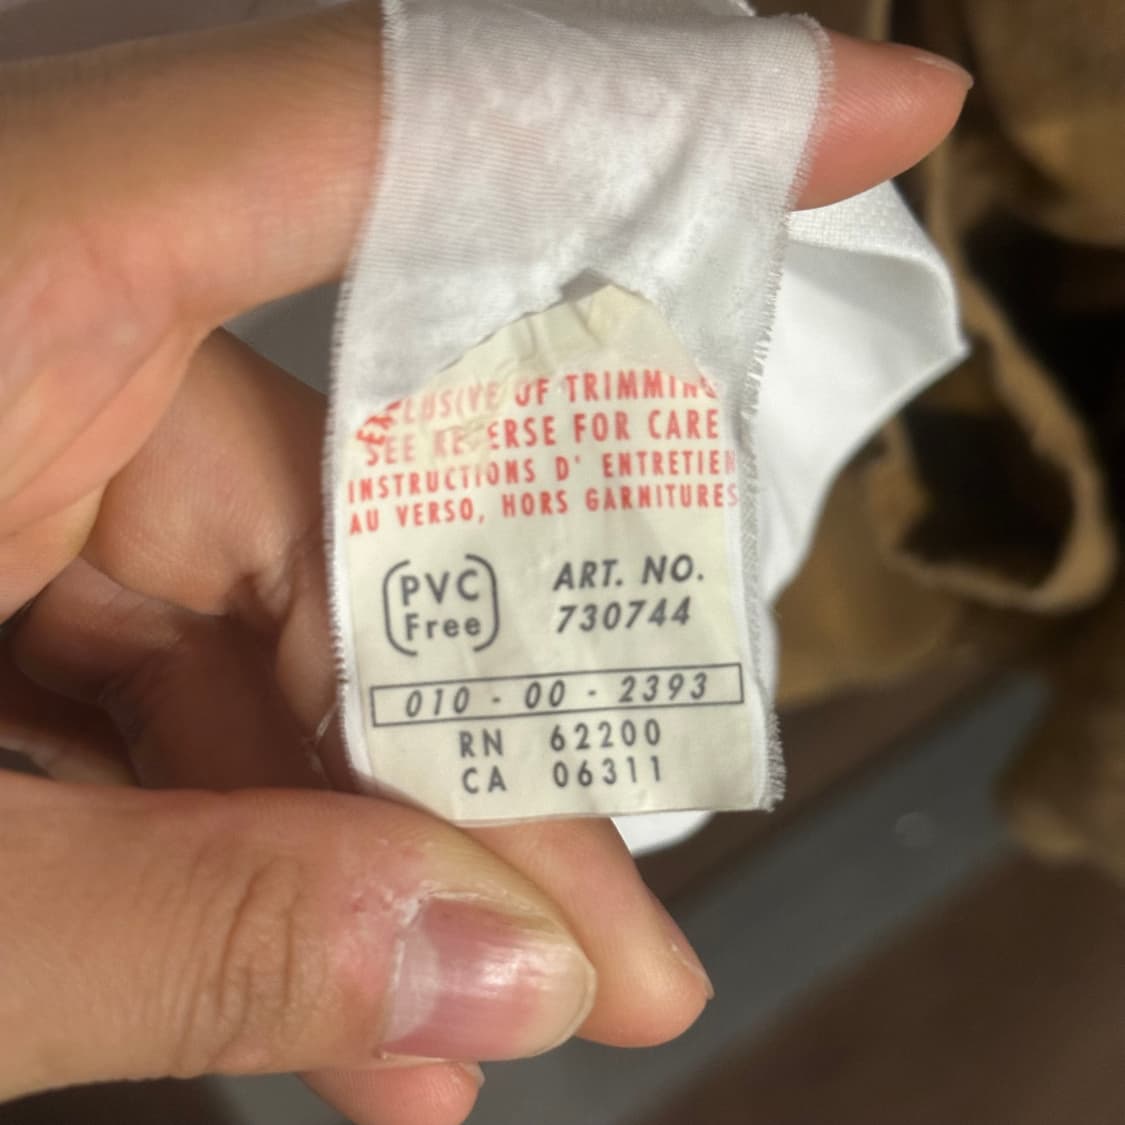 EXCLUSIVE OF TRIMMING
SEE REVERSE FOR CARE
INSTRUCTIONS D' ENTRETIEN
AU VERSO, HORS GARNITURES
PVC
Free
ART. NO.
730744
010 - 00 - 2393
RN 62200
CA 06311